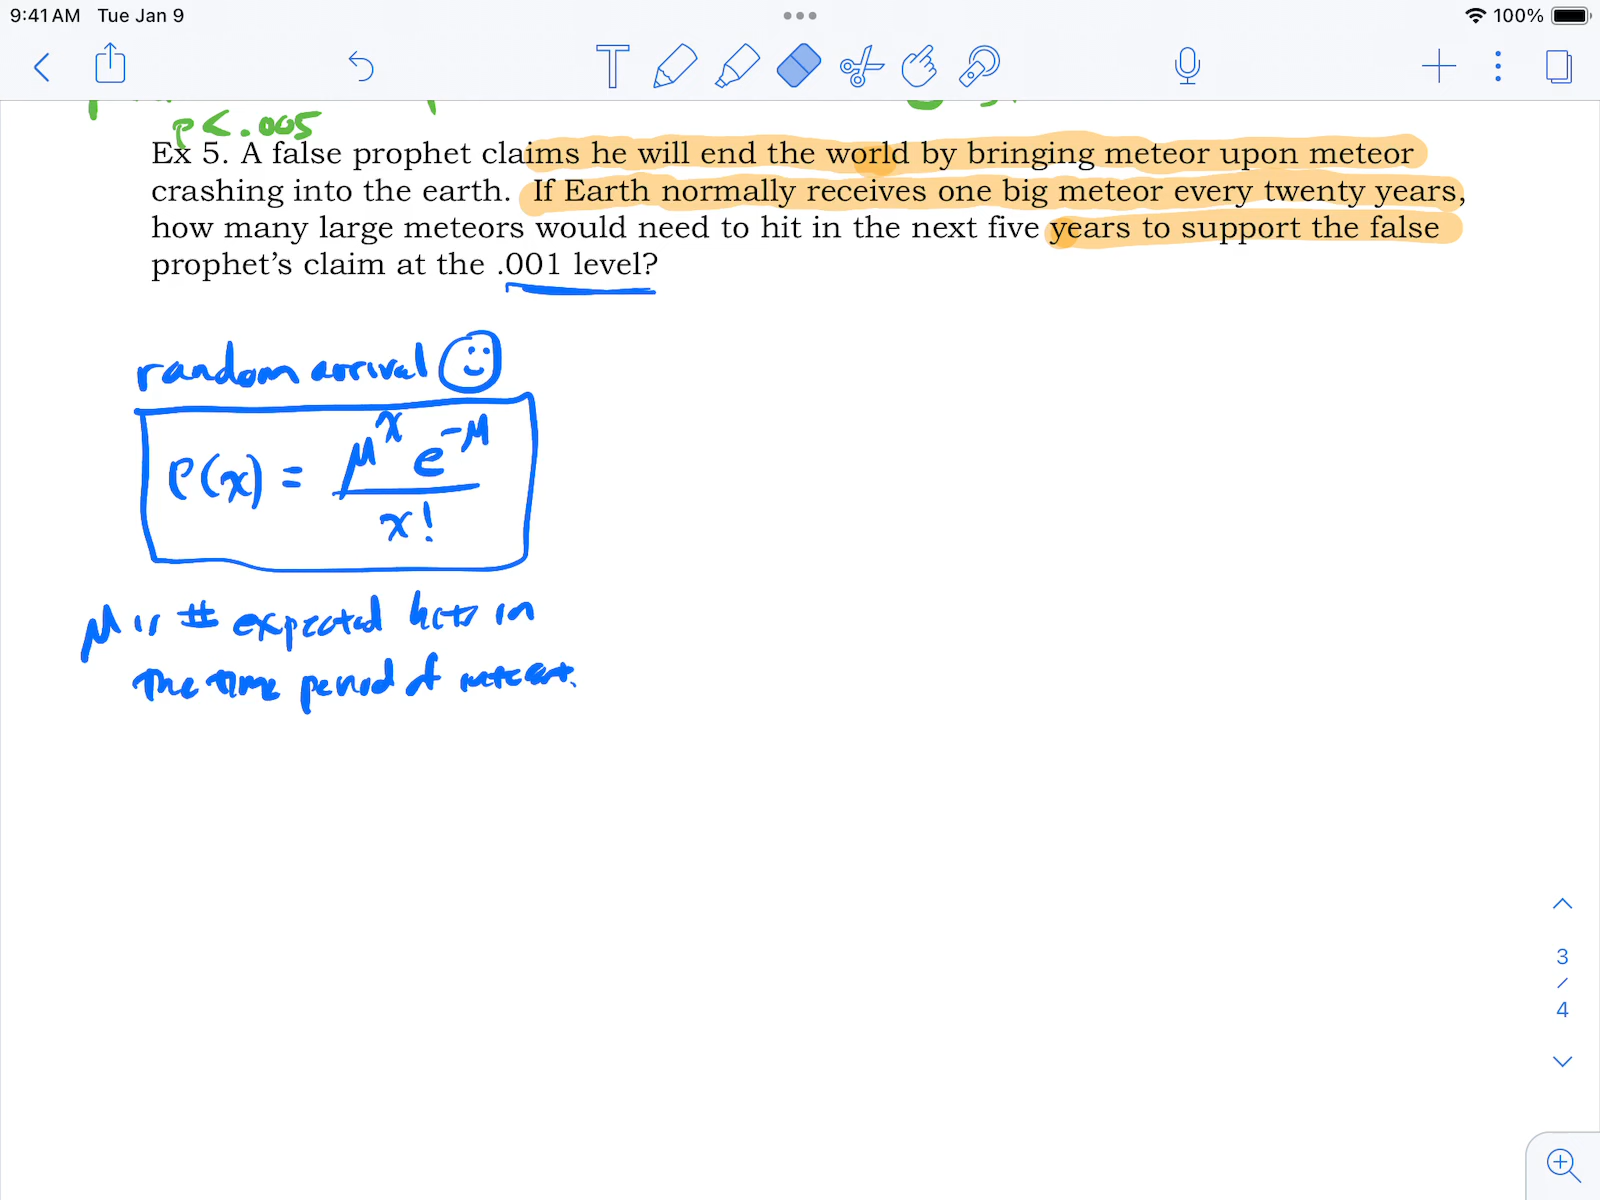 9:41 AM Tue Jan 9
100%
p<.005
Ex 5. A false prophet claims he will end the world by bringing meteor upon meteor
crashing into the earth. If Earth normally receives one big meteor every twenty years,
how many large meteors would need to hit in the next five years to support the false
prophet's claim at the .001 level?
random arrival
P(x) = μ^x e^-μ / x!
μ is # expected hits in
the time period of interest.
3
/
4